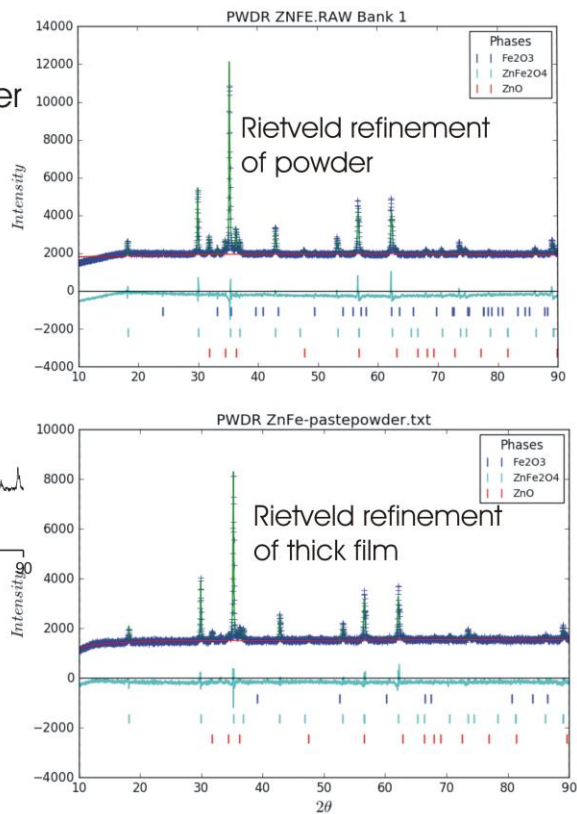 PWDR ZNFE.RAW Bank 1
14000
12000
10000
8000
6000
4000
2000
0
−2000
−4000
Intensity
er
Rietveld refinement
of powder
Phases
Fe2O3
ZnFe2O4
ZnO
10 20 30 40 50 60 70 80 90
PWDR ZnFe-pastepowder.txt
10000
8000
6000
4000
2000
0
−2000
−4000
Intensity
90
Rietveld refinement
of thick film
Phases
Fe2O3
ZnFe2O4
ZnO
10 20 30 40 50 60 70 80 90
2θ